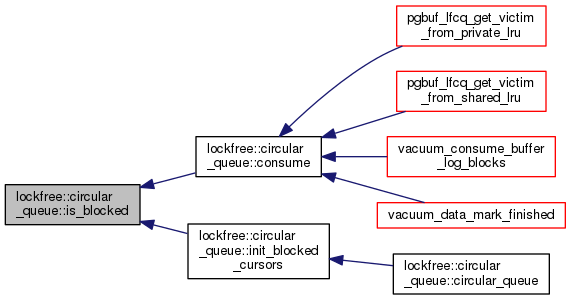 pgbuf_lfcq_get_victim
_from_private_lru
pgbuf_lfcq_get_victim
_from_shared_lru
lockfree::circular
_queue::consume
vacuum_consume_buffer
_log_blocks
lockfree::circular
_queue::is_blocked
vacuum_data_mark_finished
lockfree::circular
_queue::init_blocked
_cursors
lockfree::circular
_queue::circular_queue